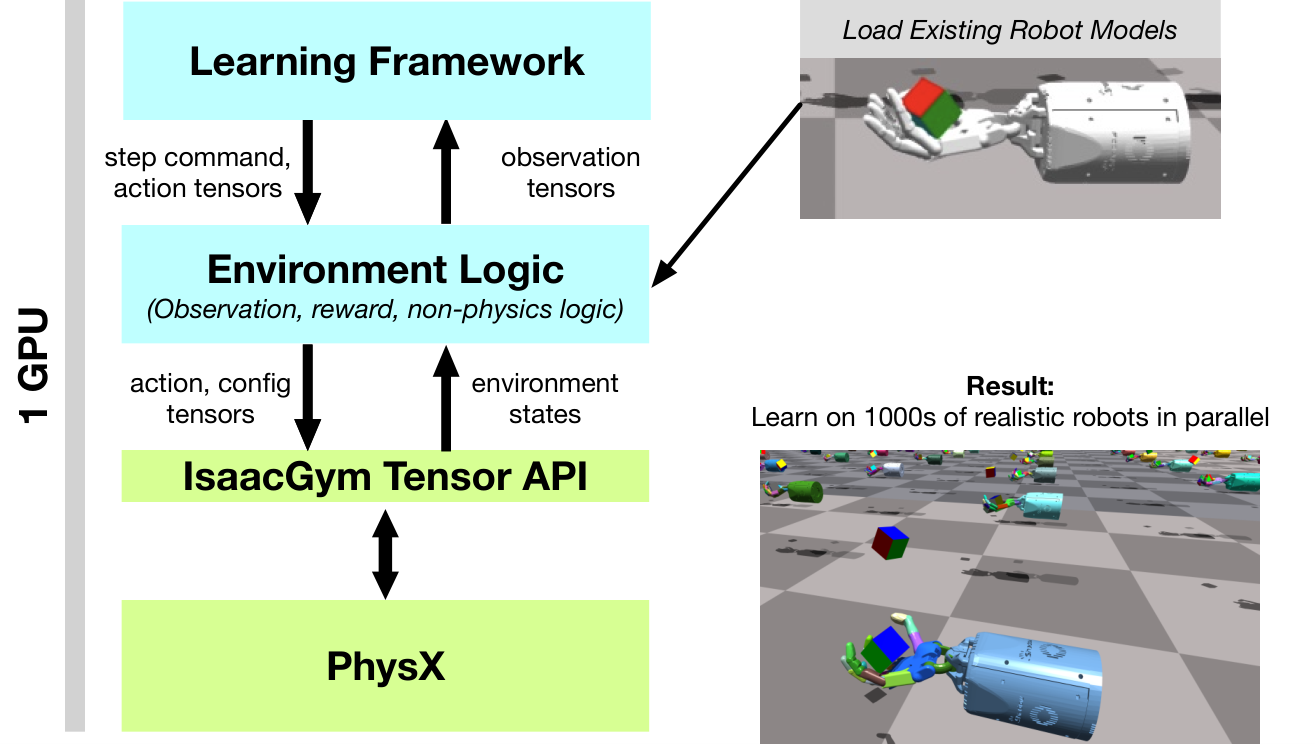 Learning Framework
step command,
action tensors
observation
tensors
Environment Logic
(Observation, reward, non-physics logic)
action, config
tensors
environment
states
IsaacGym Tensor API
PhysX
1 GPU
Load Existing Robot Models
Result:
Learn on 1000s of realistic robots in parallel